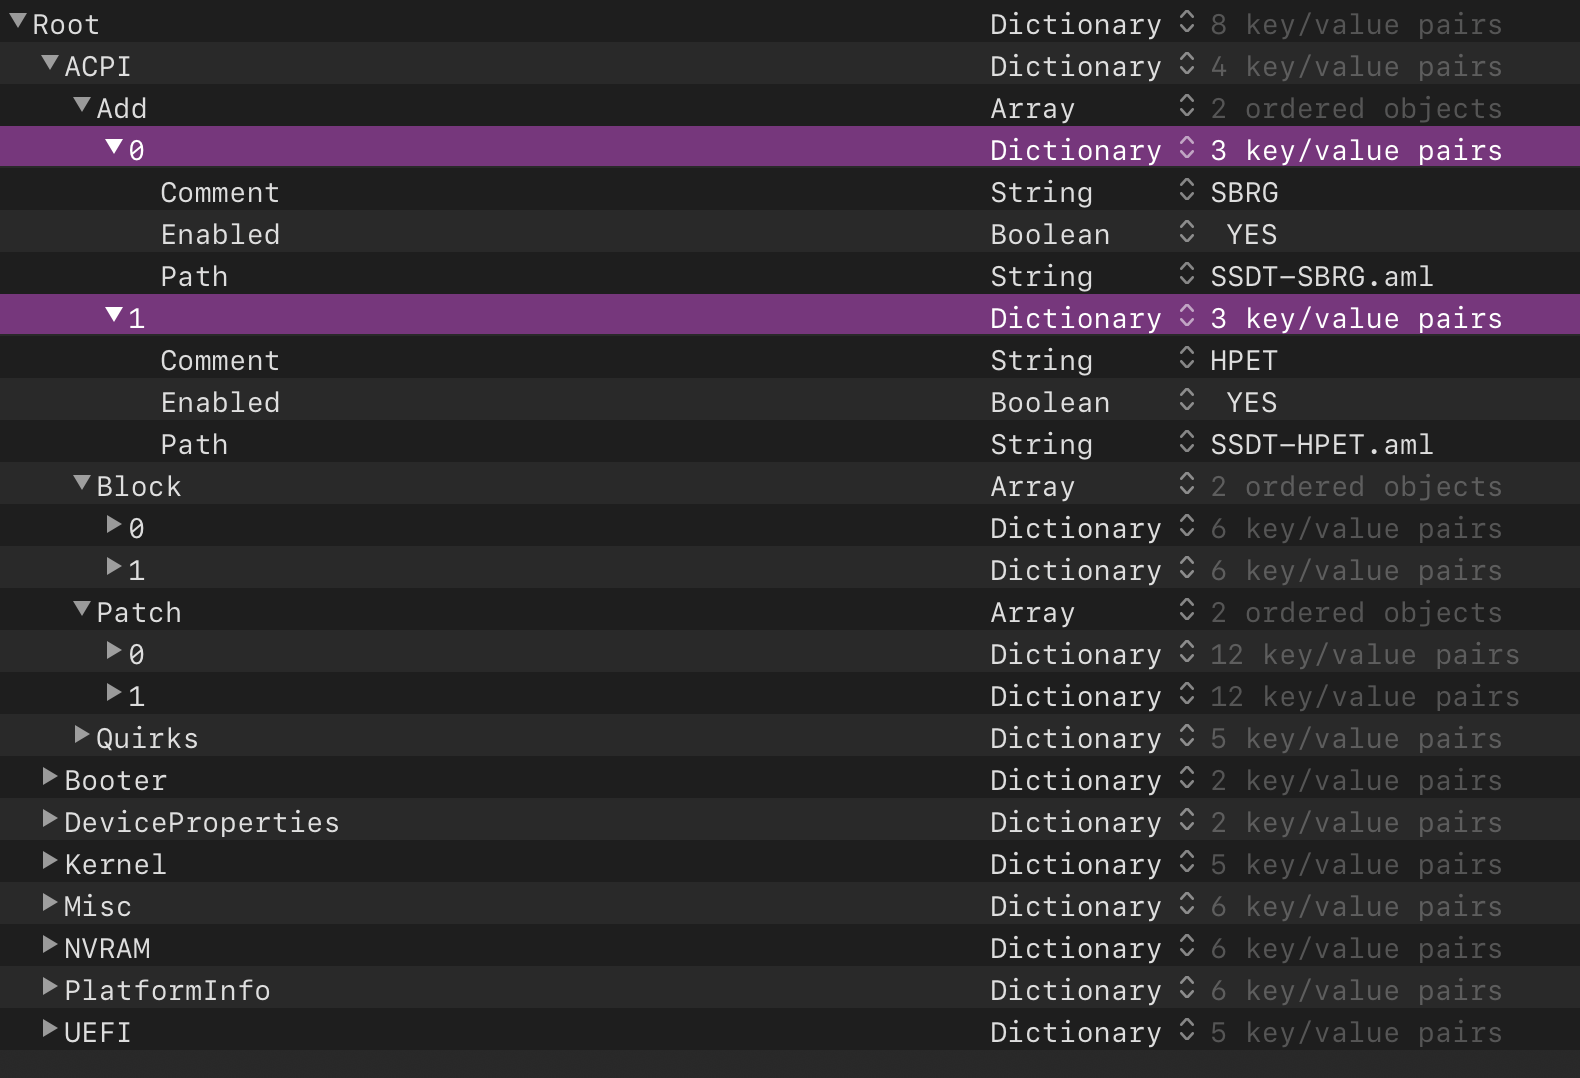 Root Dictionary 8 key/value pairs
ACPI Dictionary 4 key/value pairs
Add Array 2 ordered objects
0 Dictionary 3 key/value pairs
Comment String SBRG
Enabled Boolean YES
Path String SSDT-SBRG.aml
1 Dictionary 3 key/value pairs
Comment String HPET
Enabled Boolean YES
Path String SSDT-HPET.aml
Block Array 2 ordered objects
0 Dictionary 6 key/value pairs
1 Dictionary 6 key/value pairs
Patch Array 2 ordered objects
0 Dictionary 12 key/value pairs
1 Dictionary 12 key/value pairs
Quirks Dictionary 5 key/value pairs
Booter Dictionary 2 key/value pairs
DeviceProperties Dictionary 2 key/value pairs
Kernel Dictionary 5 key/value pairs
Misc Dictionary 6 key/value pairs
NVRAM Dictionary 6 key/value pairs
PlatformInfo Dictionary 6 key/value pairs
UEFI Dictionary 5 key/value pairs